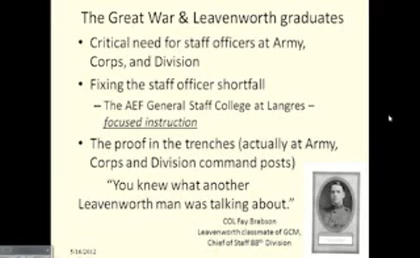 The Great War & Leavenworth graduates
• Critical need for staff officers at Army,
Corps, and Division
• Fixing the staff officer shortfall
– The AEF General Staff College at Langres –
focused instruction
• The proof in the trenches (actually at Army,
Corps and Division command posts)
“You knew what another
Leavenworth man was talking about.”
COL Fay Brabson
Leavenworth classmate of GCM,
Chief of Staff 88th Division
5/16/2012